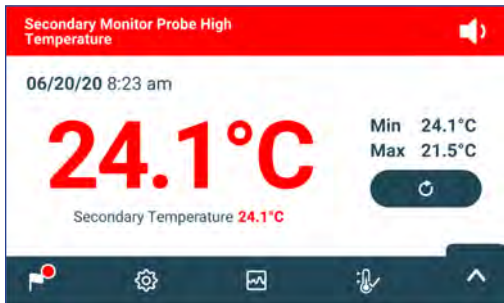 Secondary Monitor Probe High
Temperature
06/20/20 8:23 am
24.1°C
Min 24.1°C
Max 21.5°C
Secondary Temperature 24.1°C